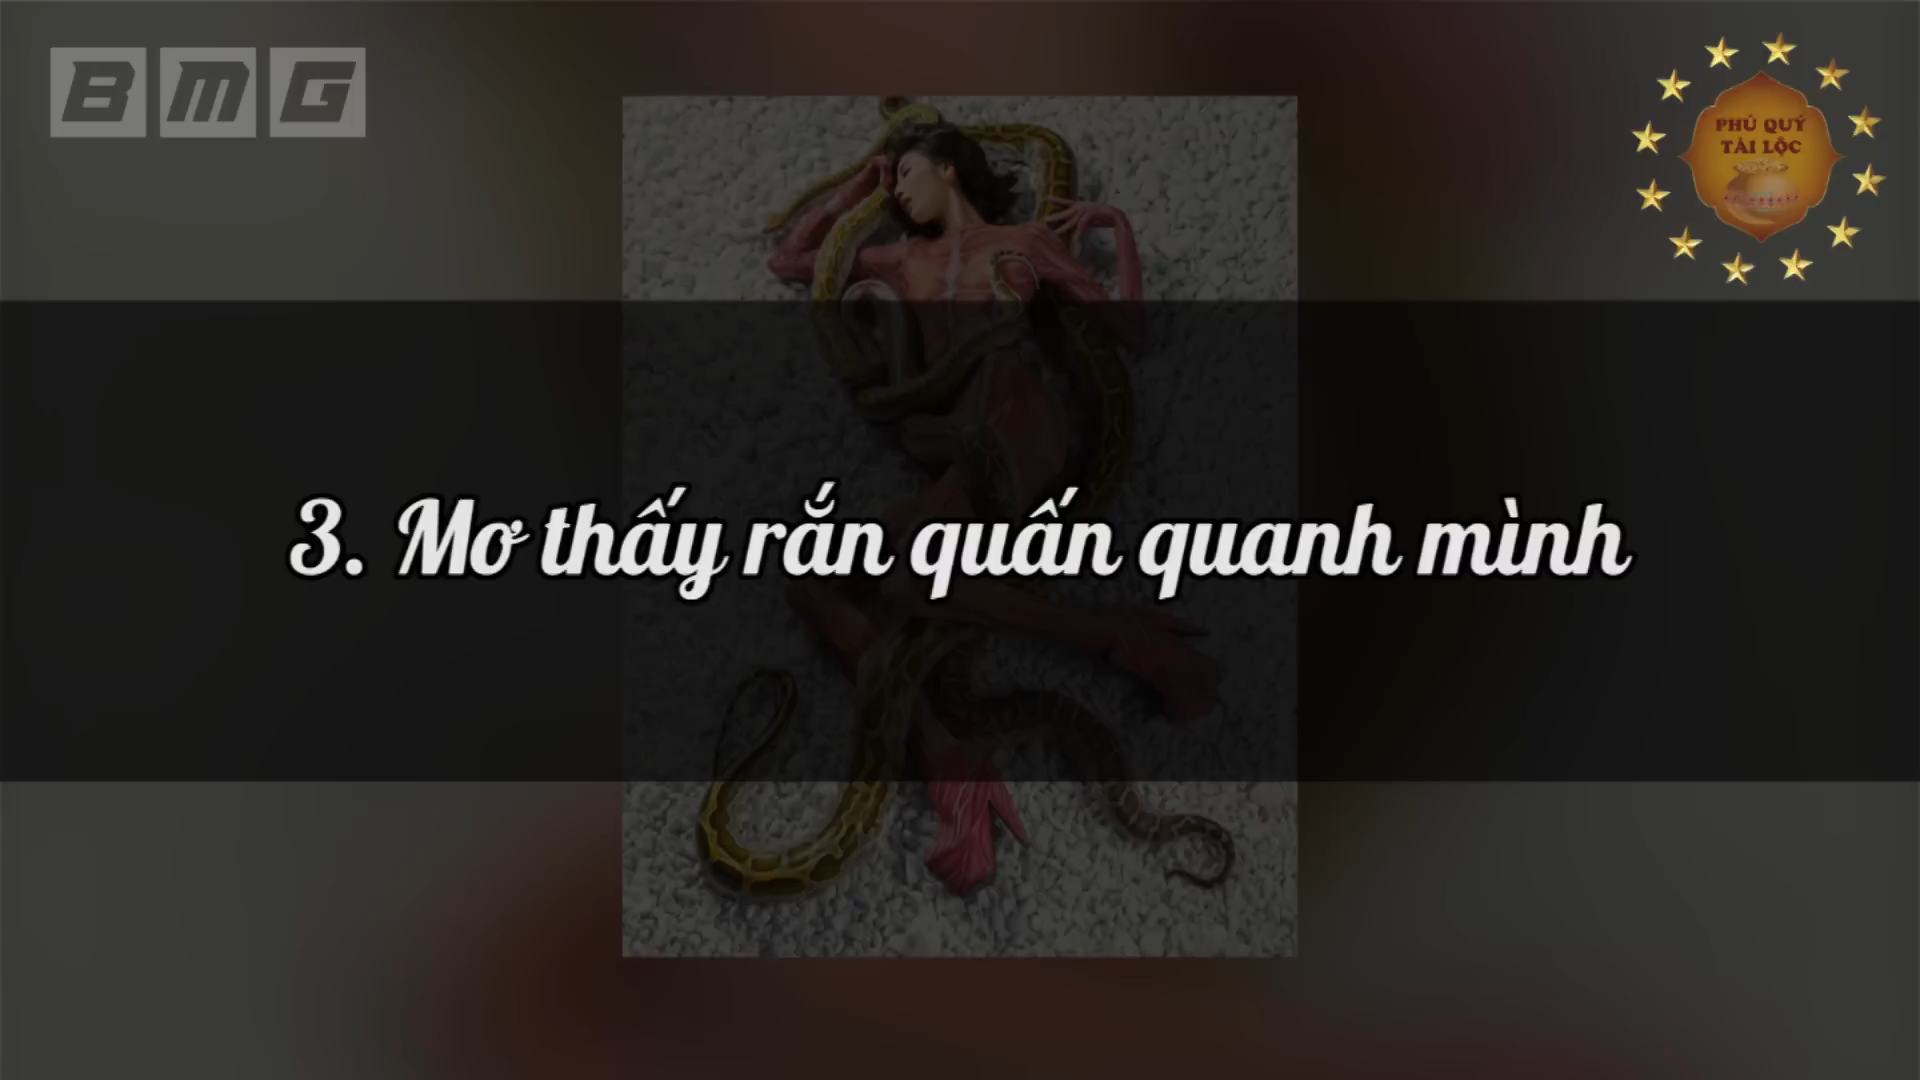 BMG
PHÚ QUÝ
TÀI LỘC
3. Mơ thấy rắn quấn quanh mình